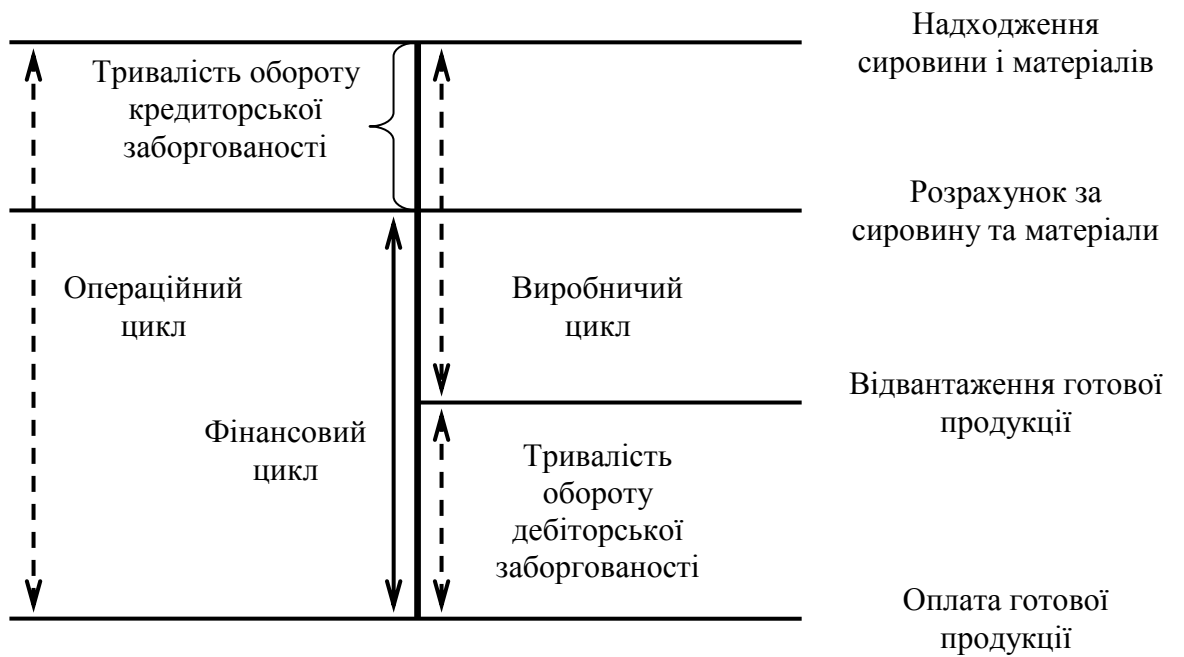 Надходження
сировини і матеріалів
Тривалість обороту
кредиторської
заборгованості
Розрахунок за
сировину та матеріали
Операційний
цикл
Виробничий
цикл
Відвантаження готової
продукції
Фінансовий
цикл
Тривалість
обороту
дебіторської
заборгованості
Оплата готової
продукції